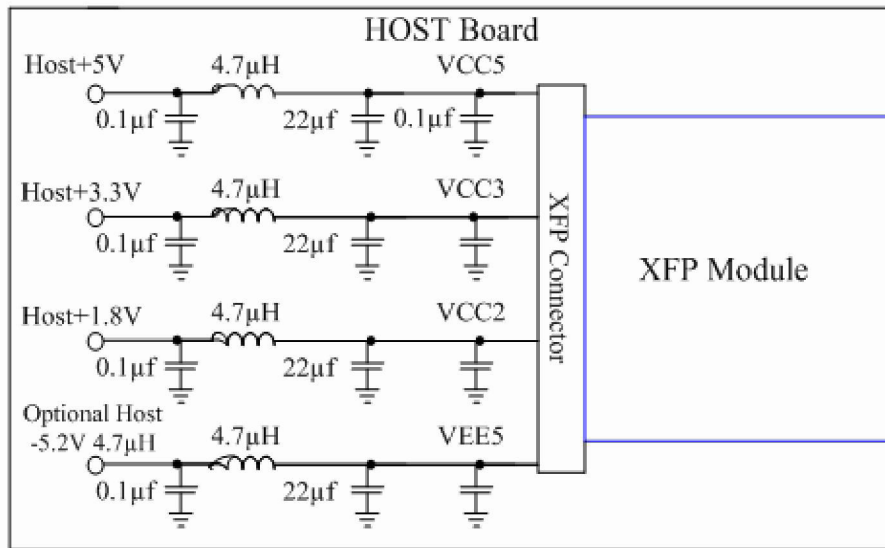 HOST Board
Host+5V
4.7µH
VCC5
0.1µf
22µf
0.1µf
Host+3.3V
4.7µH
VCC3
0.1µf
22µf
Host+1.8V
4.7µH
VCC2
0.1µf
22µf
Optional Host
-5.2V 4.7µH
4.7µH
VEE5
0.1µf
22µf
XFP Connector
XFP Module